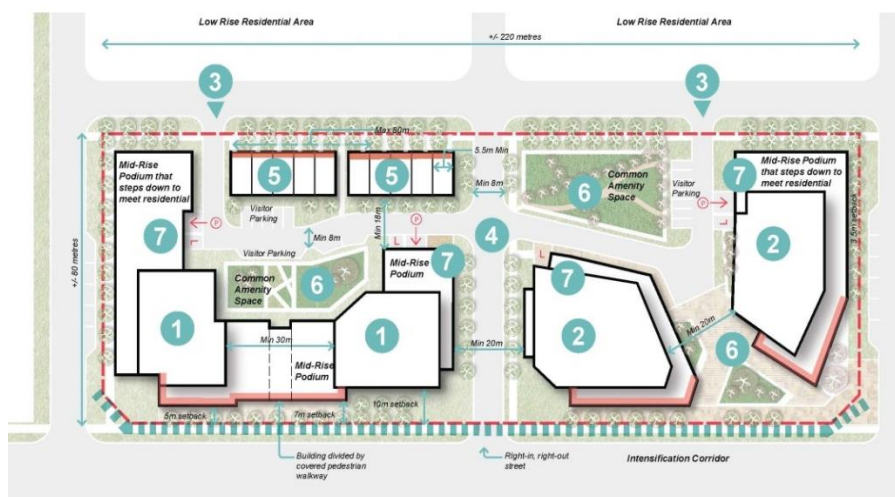 Low Rise Residential Area
Low Rise Residential Area
+/- 220 metres
3
3
Max 60m
5.5m Min
Mid-Rise
Podium that
steps down to
meet residential
5
5
Min 8m
6
Common
Amenity
Space
Visitor
Parking
7
Mid-Rise
Podium that steps
down to
meet residential
Visitor
Parking
P
P
P
7
L
Min 18m
L
4
L
2
3.5m setback
+/- 80 metres
Min 8m
Visitor Parking
Common
Amenity
Space
6
Mid-Rise
Podium
7
L
7
1
Min 30m
1
Min 20m
2
Min 20m
6
Mid-Rise
Podium
5m setback
7m setback
10m setback
Building divided by
covered pedestrian
walkway
Right-in, right-out
street
Intensification Corridor